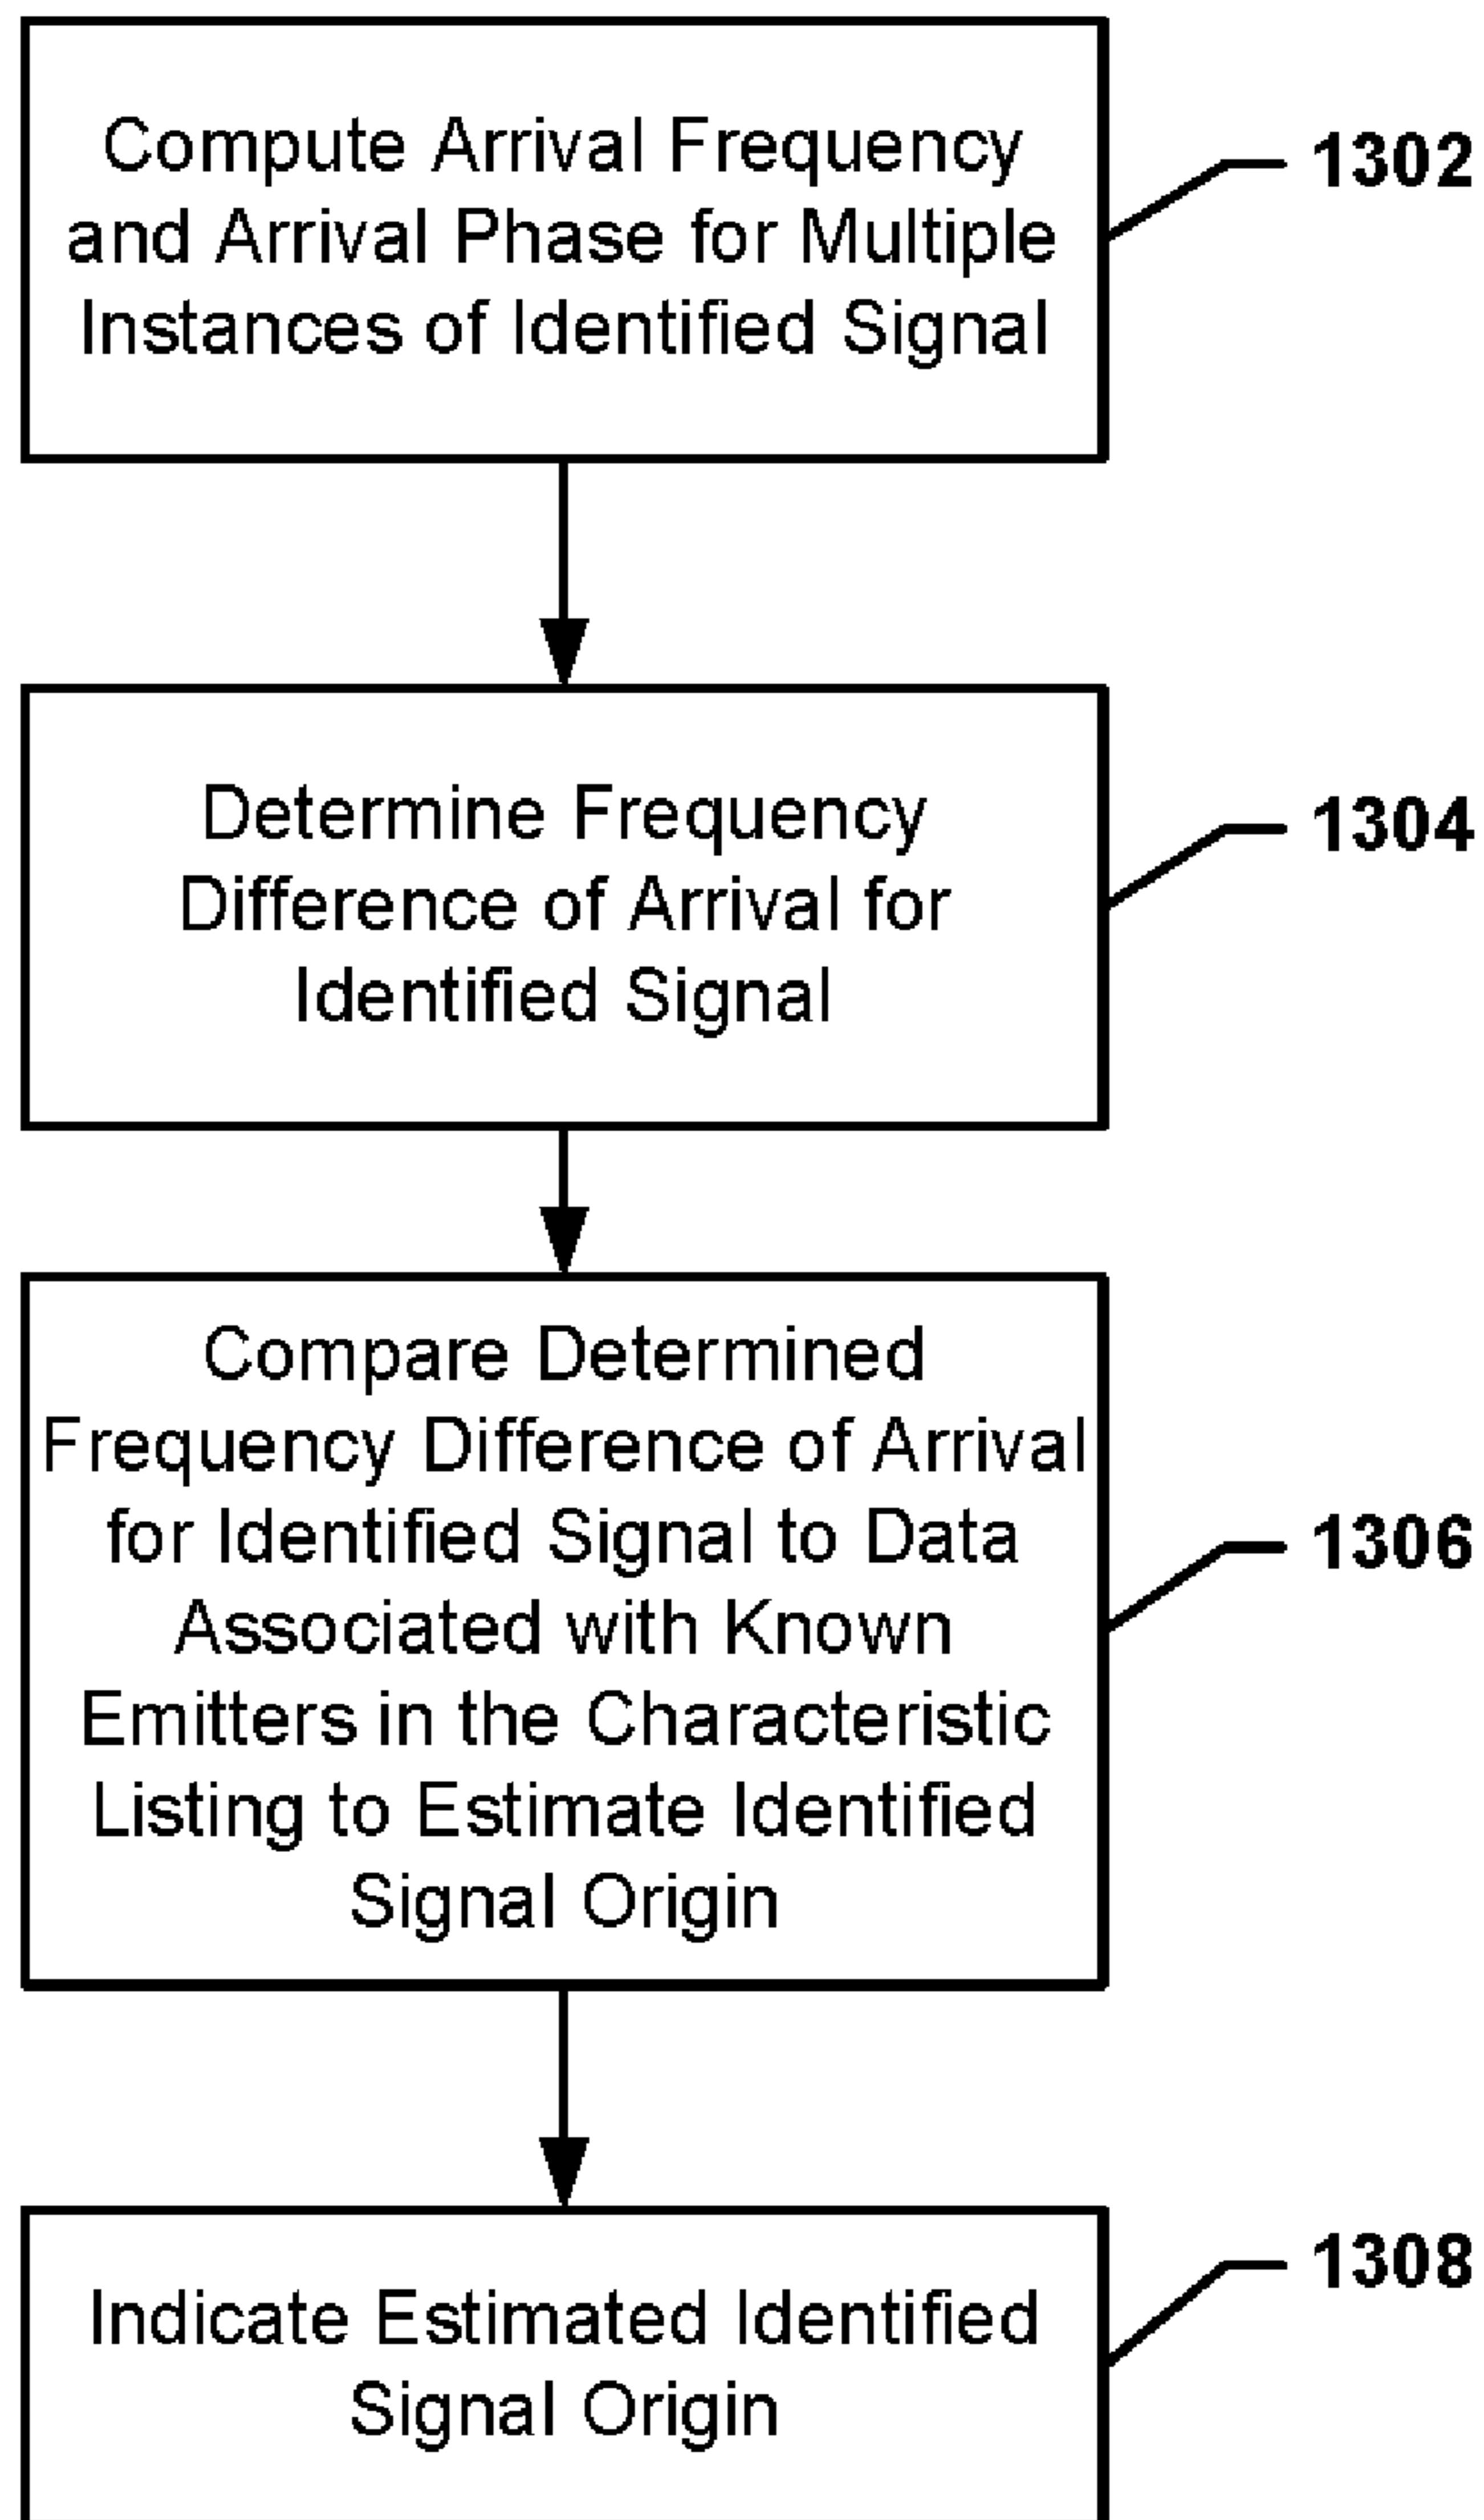 Compute Arrival Frequency
and Arrival Phase for Multiple
Instances of Identified Signal
1302
Determine Frequency
Difference of Arrival for
Identified Signal
1304
Compare Determined
Frequency Difference of Arrival
for Identified Signal to Data
Associated with Known
Emitters in the Characteristic
Listing to Estimate Identified
Signal Origin
1306
Indicate Estimated Identified
Signal Origin
1308